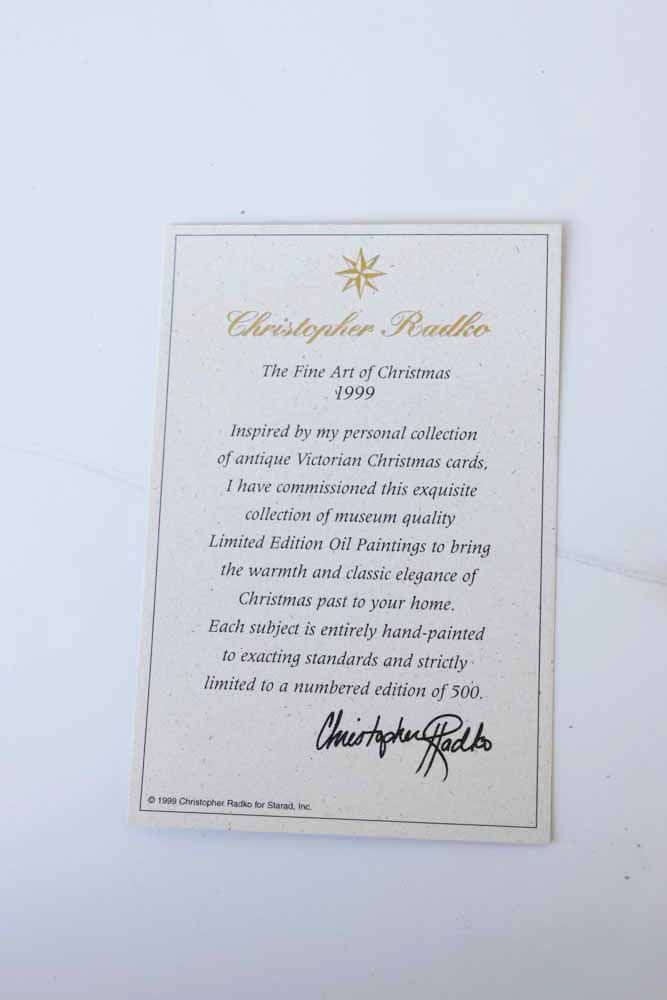 Christopher Radko
The Fine Art of Christmas
1999
Inspired by my personal collection
of antique Victorian Christmas cards,
I have commissioned this exquisite
collection of museum quality
Limited Edition Oil Paintings to bring
the warmth and classic elegance of
Christmas past to your home.
Each subject is entirely hand-painted
to exacting standards and strictly
limited to a numbered edition of 500.
Christopher Radko
© 1999 Christopher Radko for Starad, Inc.